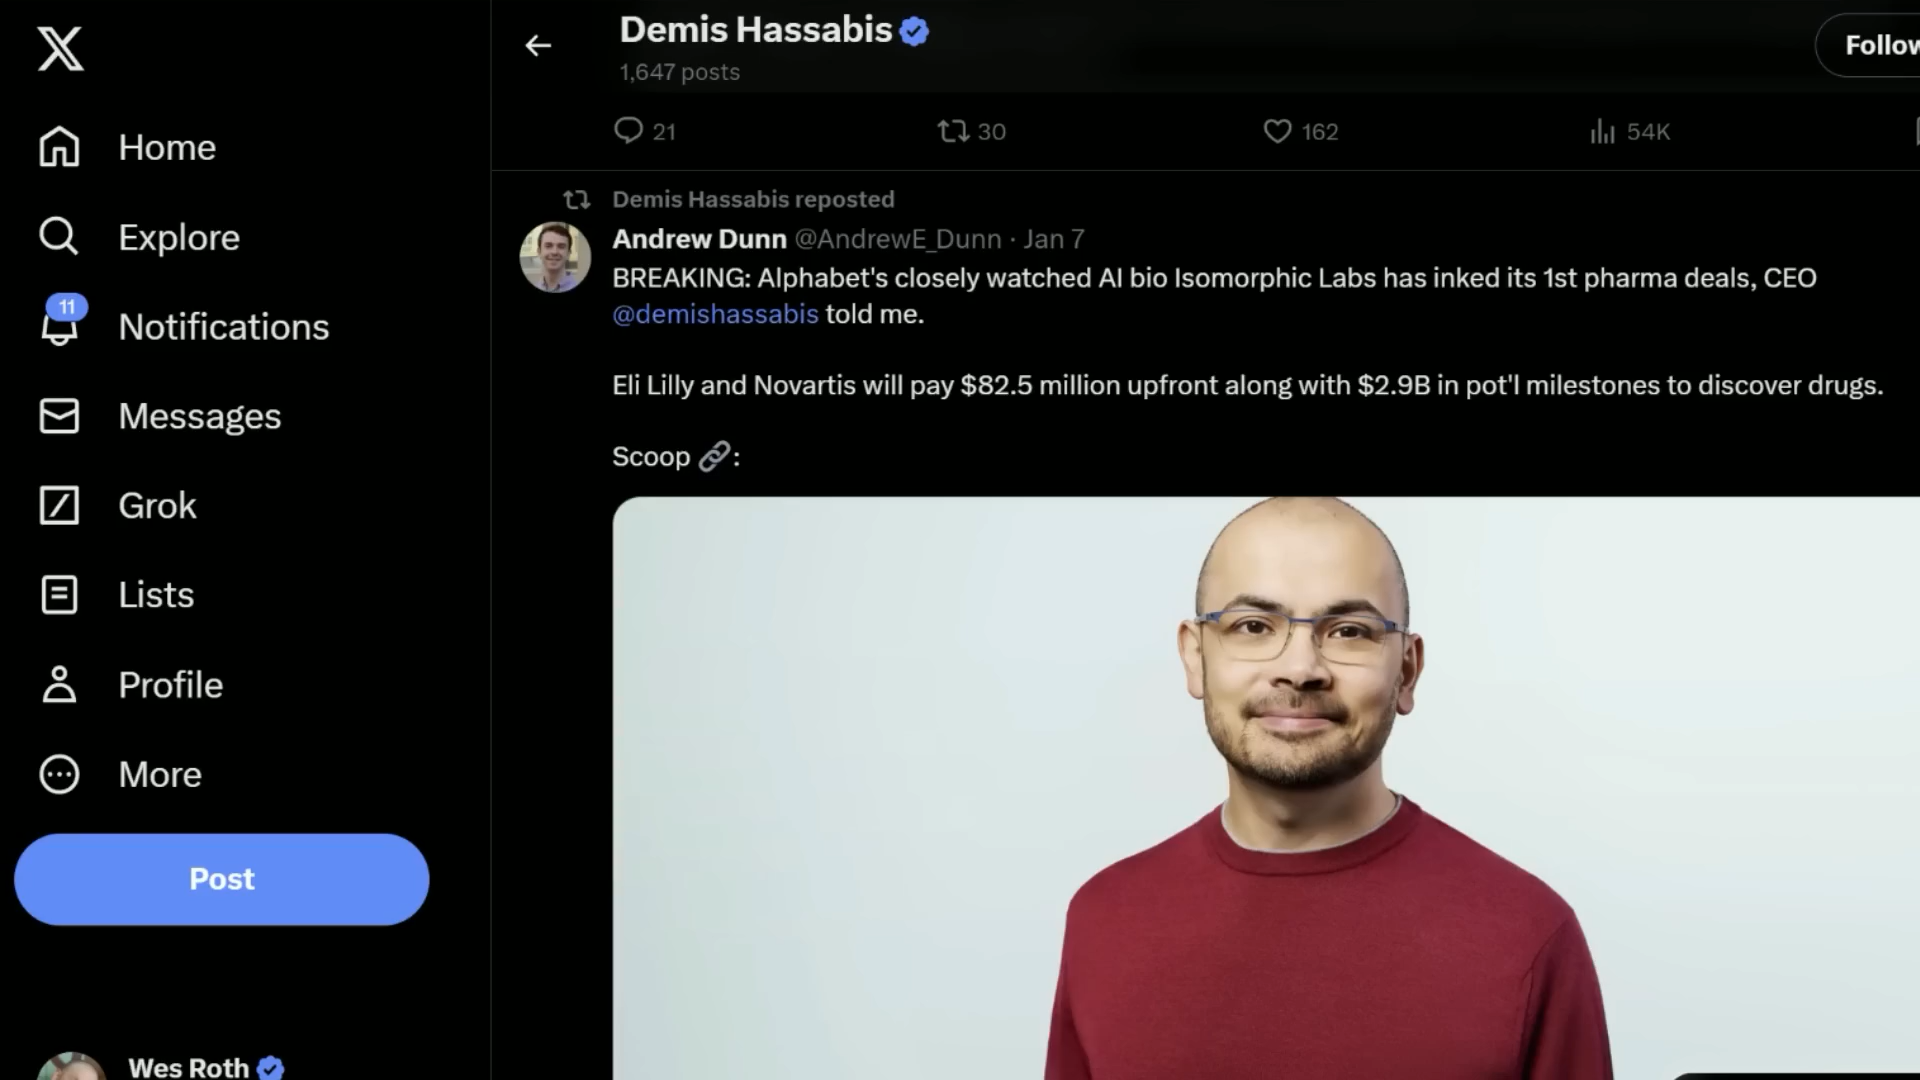 Demis Hassabis
1,647 posts
Follow
21
30
162
54K
Home
Explore
11
Notifications
Messages
Grok
Lists
Profile
More
Post
Wes Roth
Demis Hassabis reposted
Andrew Dunn @AndrewE_Dunn · Jan 7
BREAKING: Alphabet's closely watched AI bio Isomorphic Labs has inked its 1st pharma deals, CEO
@demishassabis told me.
Eli Lilly and Novartis will pay $82.5 million upfront along with $2.9B in pot'l milestones to discover drugs.
Scoop 🔗: